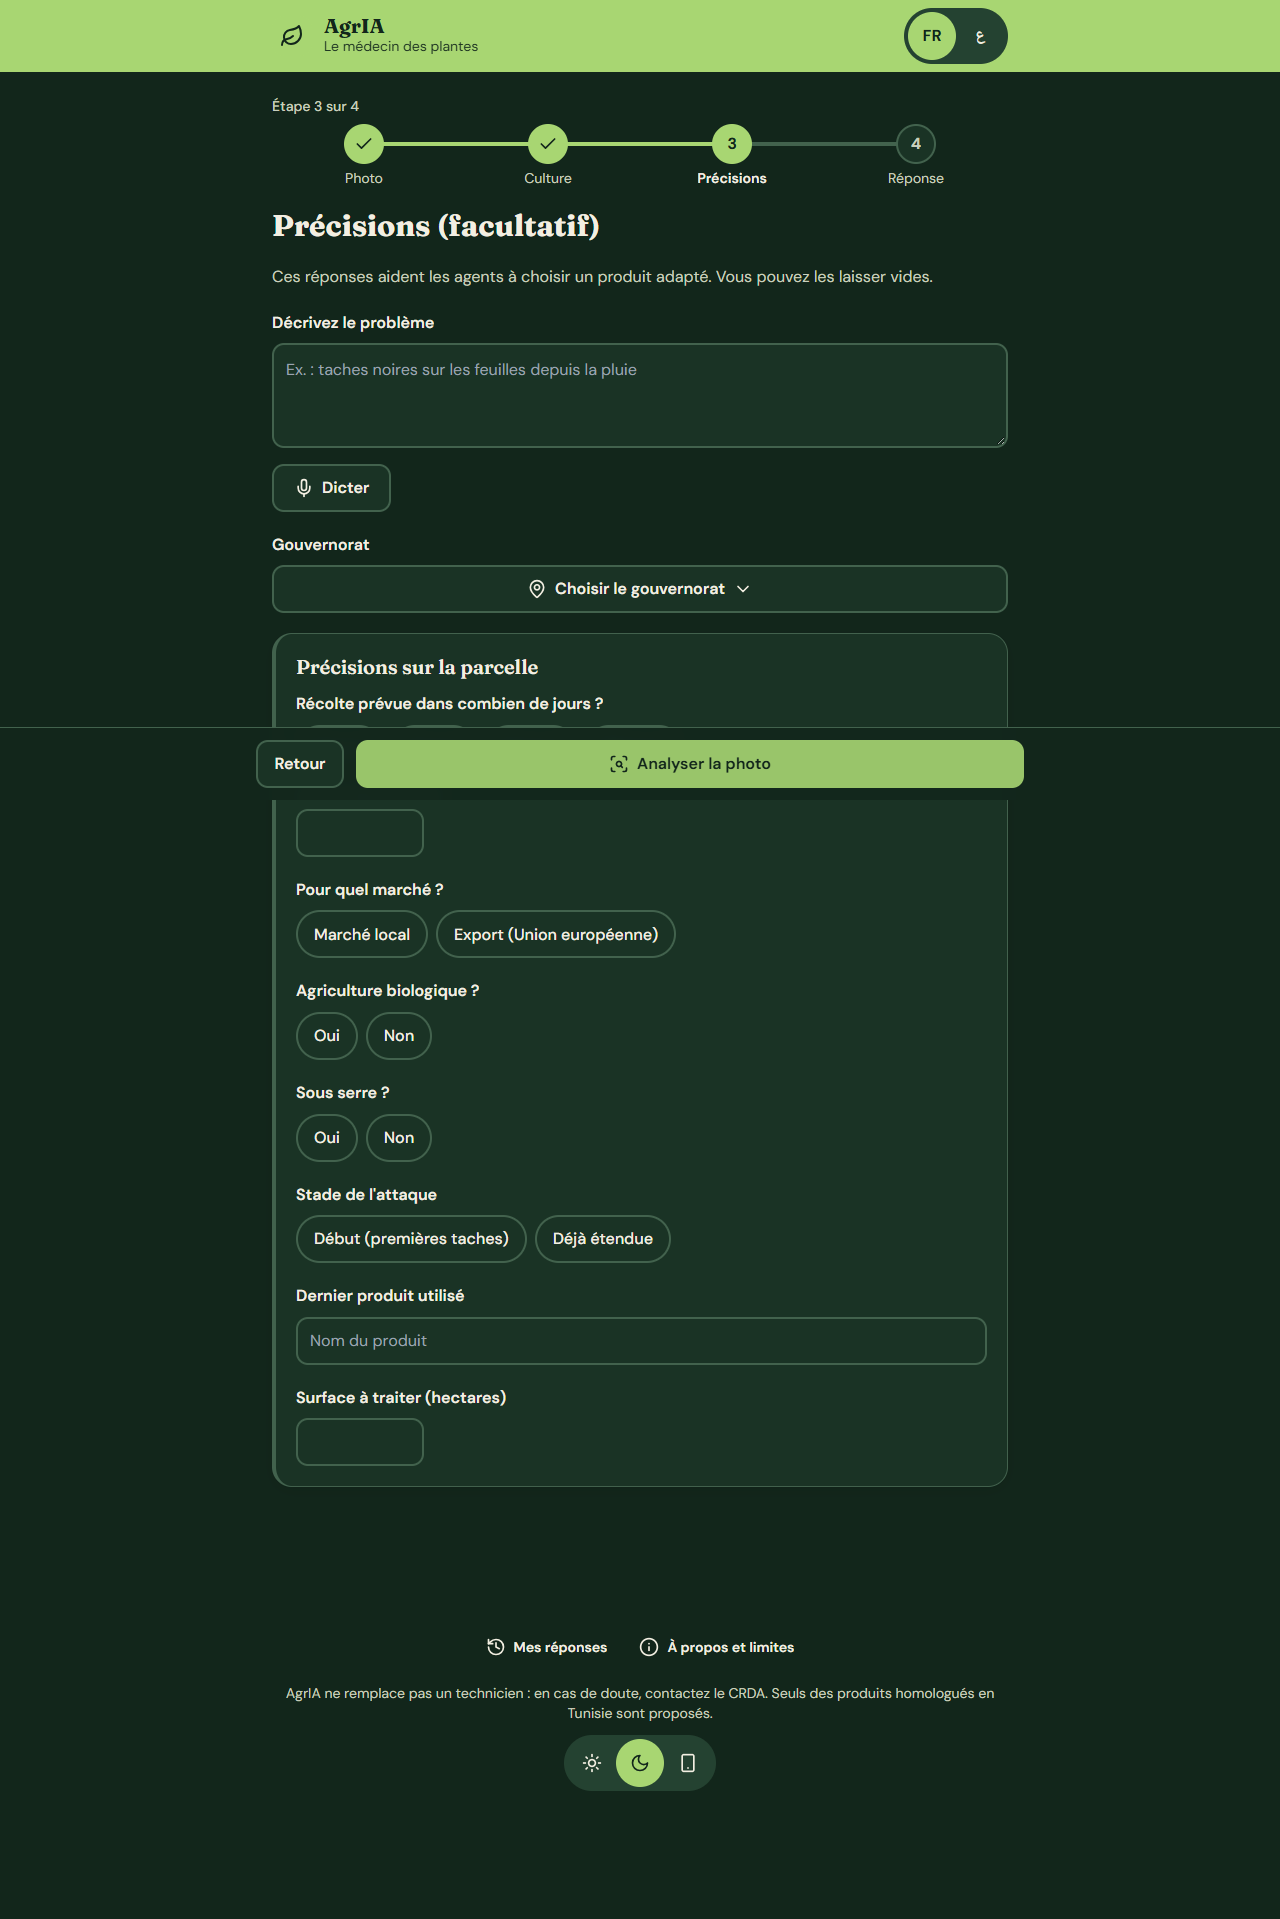 AgrIA
Le médecin des plantes
FR
ع
Étape 3 sur 4
3
4
Photo
Culture
Précisions
Réponse
Précisions (facultatif)
Ces réponses aident les agents à choisir un produit adapté. Vous pouvez les laisser vides.
Décrivez le problème
Ex. : taches noires sur les feuilles depuis la pluie
Dicter
Gouvernorat
Choisir le gouvernorat
Précisions sur la parcelle
Récolte prévue dans combien de jours ?
Retour
Analyser la photo
Pour quel marché ?
Marché local
Export (Union européenne)
Agriculture biologique ?
Oui
Non
Sous serre ?
Oui
Non
Stade de l'attaque
Début (premières taches)
Déjà étendue
Dernier produit utilisé
Nom du produit
Surface à traiter (hectares)
Mes réponses
À propos et limites
AgrIA ne remplace pas un technicien : en cas de doute, contactez le CRDA. Seuls des produits homologués en
Tunisie sont proposés.